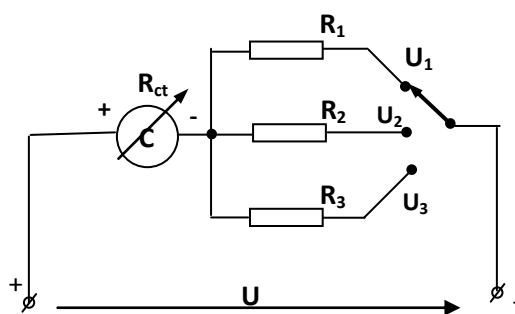 R1
U1
Rct
+
-
R2
U2
C
R3
U3
+
U
-